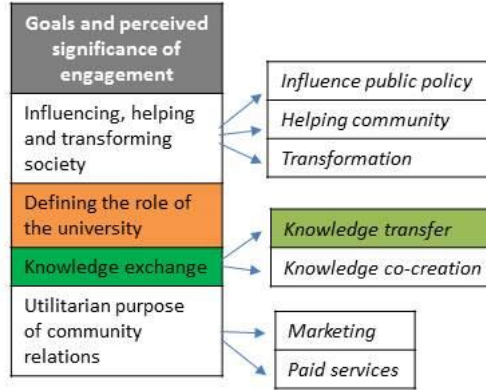 Goals and perceived
significance of
engagement
Influencing, helping
and transforming
society
Influence public policy
Helping community
Transformation
Defining the role of
the university
Knowledge exchange
Knowledge transfer
Knowledge co-creation
Utilitarian purpose
of community
relations
Marketing
Paid services